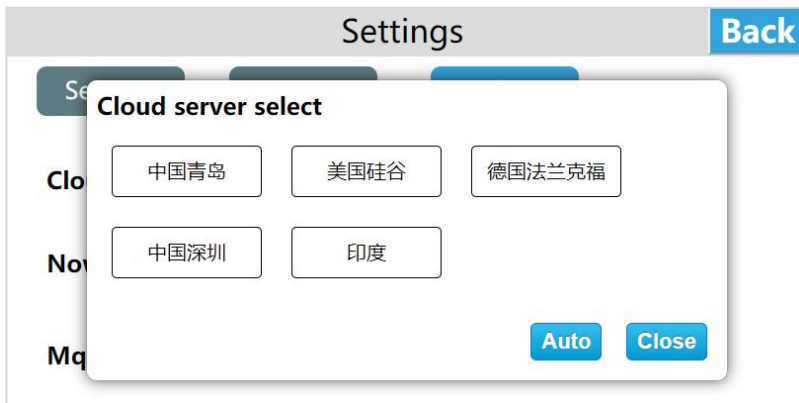 Settings
Back
Cloud server select
中国青岛
美国硅谷
德国法兰克福
中国深圳
印度
Auto
Close